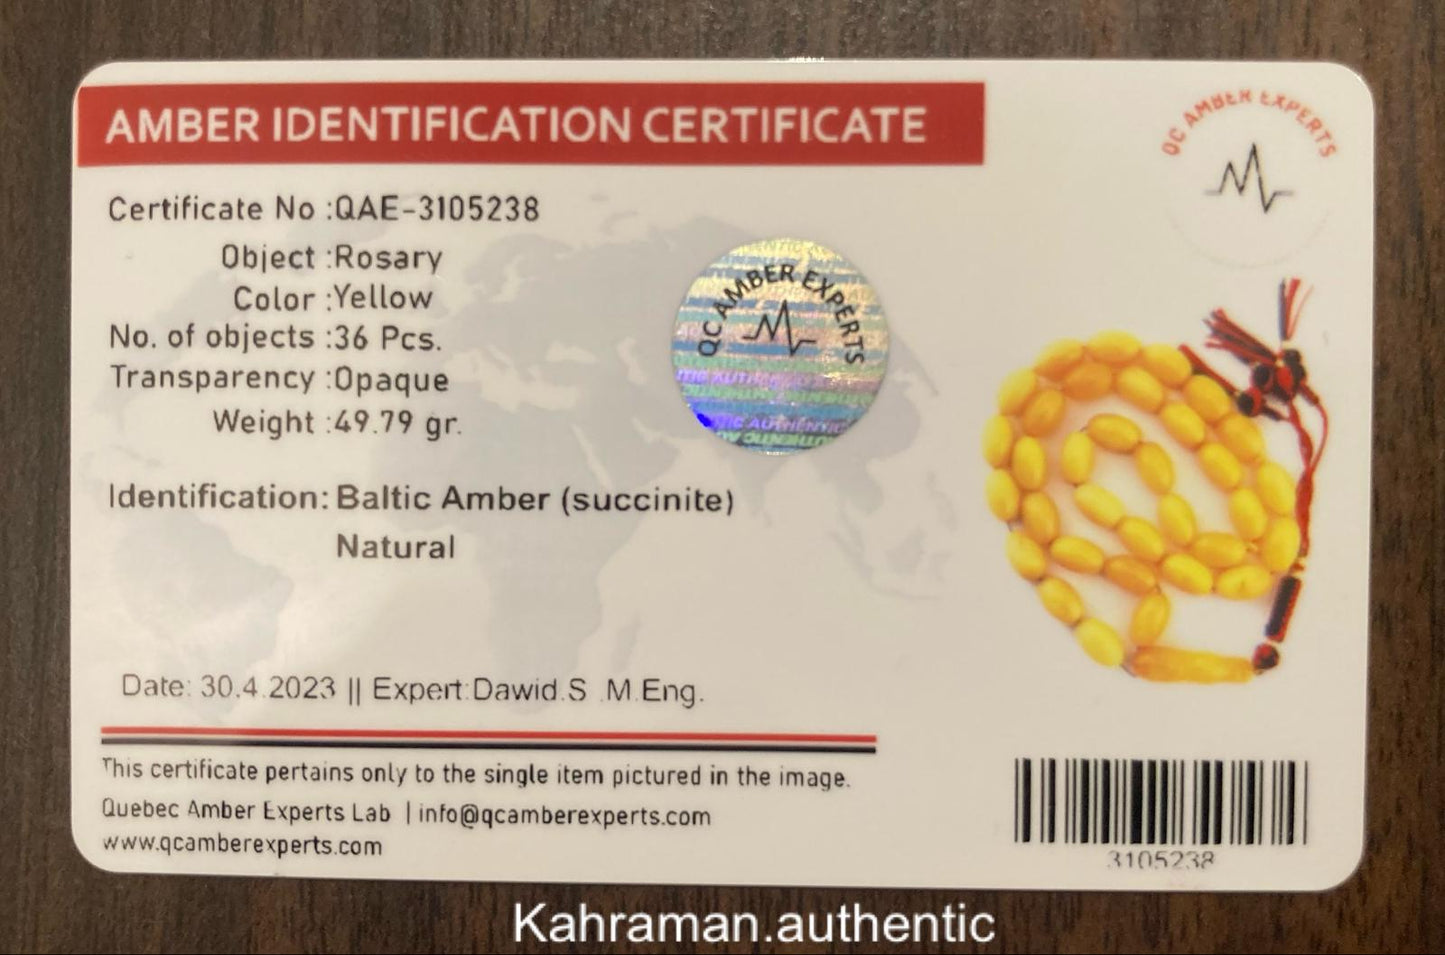 AMBER IDENTIFICATION CERTIFICATE
QC AMBER EXPERTS
Certificate No :QAE-3105238
Object :Rosary
Color :Yellow
No. of objects :36 Pcs.
Transparency :Opaque
Weight :49.79 gr.
QC AMBER EXPERTS
Identification: Baltic Amber (succinite)
Natural
Date: 30.4.2023 || Expert:Dawid.S .M.Eng.
This certificate pertains only to the single item pictured in the image.
Quebec Amber Experts Lab | info@qcamberexperts.com
www.qcamberexperts.com
3105238
Kahraman.authentic